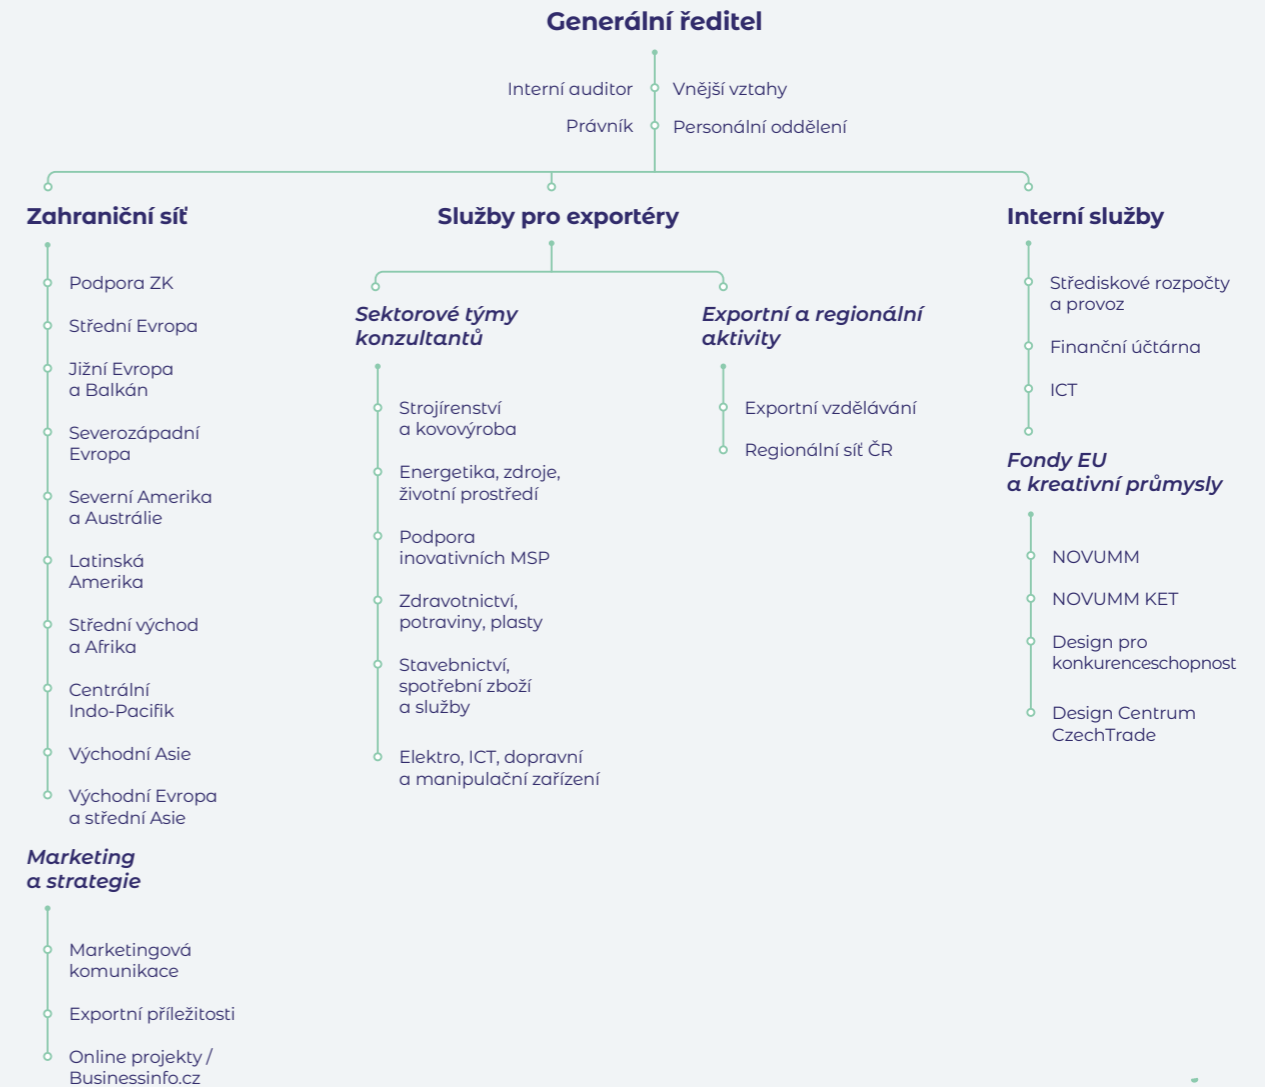 Generální ředitel
Interní auditor
Vnější vztahy
Právník
Personální oddělení
Zahraniční síť
Podpora ZK
Střední Evropa
Jižní Evropa
a Balkán
Severozápadní
Evropa
Severní Amerika
a Austrálie
Latinská
Amerika
Střední východ
a Afrika
Centrální
Indo-Pacifik
Východní Asie
Východní Evropa
a střední Asie
Marketing
a strategie
Marketingová
komunikace
Exportní příležitosti
Online projekty /
Businessinfo.cz
Služby pro exportéry
Sektorové týmy
konzultantů
Strojírenství
a kovovýroba
Energetika, zdroje,
životní prostředí
Podpora
inovativních MSP
Zdravotnictví,
potraviny, plasty
Stavebnictví,
spotřební zboží
a služby
Elektro, ICT, dopravní
a manipulační zařízení
Exportní a regionální
aktivity
Exportní vzdělávání
Regionální síť ČR
Interní služby
Střediskové rozpočty
a provoz
Finanční účtárna
ICT
Fondy EU
a kreativní průmysly
NOVUMM
NOVUMM KET
Design pro
konkurenceschopnost
Design Centrum
CzechTrade